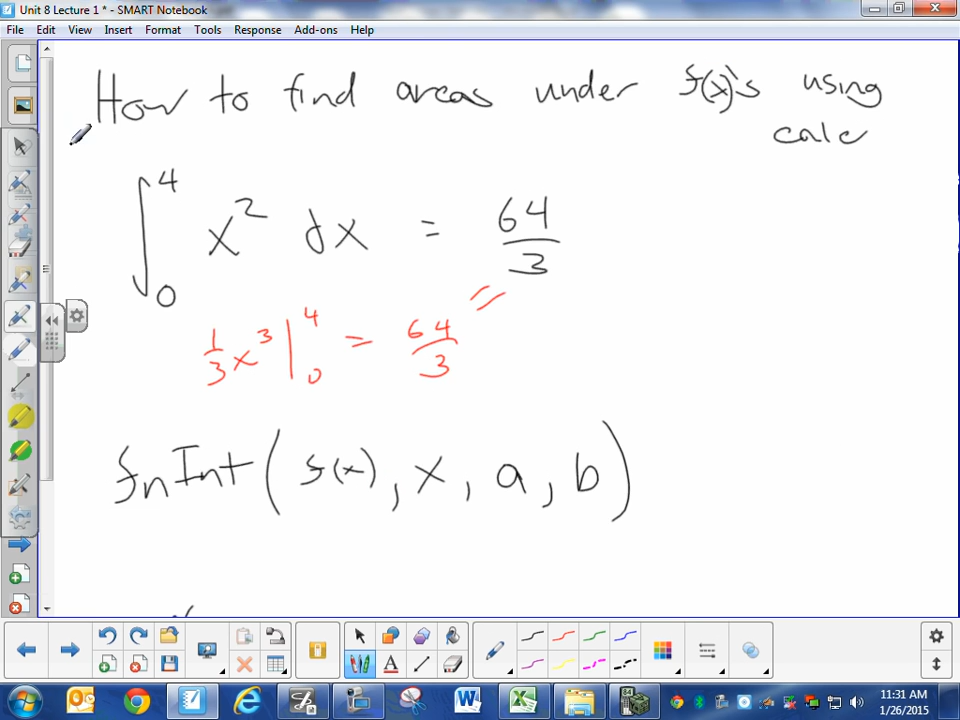 Unit 8 Lecture 1 * - SMART Notebook
File Edit View Insert Format Tools Response Add-ons Help
How to find areas under f(x)'s using
calc
∫₀⁴ x² dx = 64/3
1/3 x³ |₀⁴ = 64/3
fnInt( f(x), x, a, b )
A
84
11:31 AM
1/26/2015